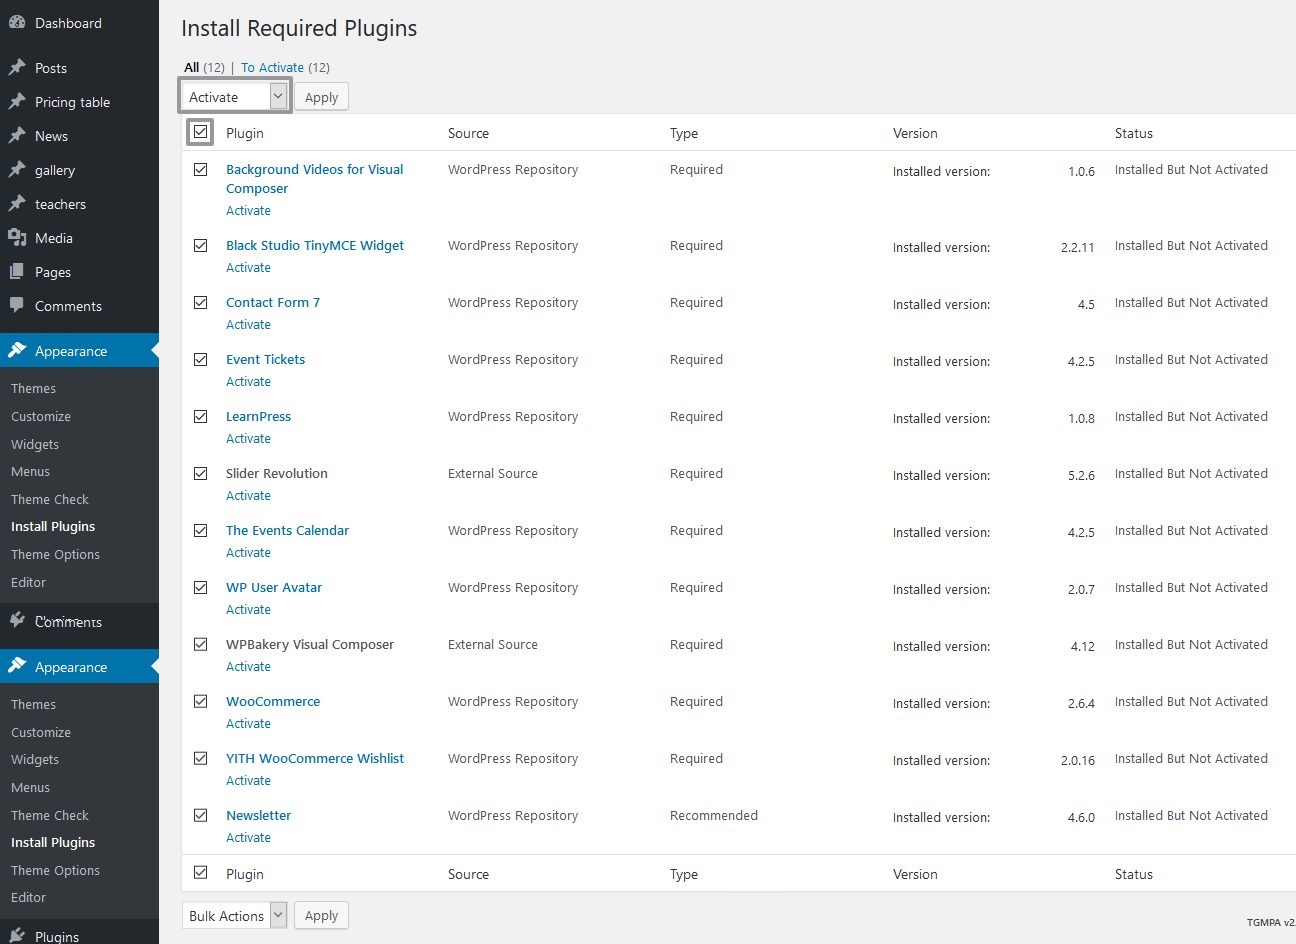 Dashboard
Posts
Pricing table
News
gallery
teachers
Media
Pages
Comments
Appearance
Themes
Customize
Widgets
Menus
Theme Check
Install Plugins
Theme Options
Editor
Comments
Appearance
Themes
Customize
Widgets
Menus
Theme Check
Install Plugins
Theme Options
Editor
Plugins
Install Required Plugins
All (12) | To Activate (12)
Activate Apply
Plugin Source Type Version Status
Background Videos for Visual WordPress Repository Required Installed version: 1.0.6 Installed But Not Activated
Composer
Activate
Black Studio TinyMCE Widget WordPress Repository Required Installed version: 2.2.11 Installed But Not Activated
Activate
Contact Form 7 WordPress Repository Required Installed version: 4.5 Installed But Not Activated
Activate
Event Tickets WordPress Repository Required Installed version: 4.2.5 Installed But Not Activated
Activate
LearnPress WordPress Repository Required Installed version: 1.0.8 Installed But Not Activated
Activate
Slider Revolution External Source Required Installed version: 5.2.6 Installed But Not Activated
Activate
The Events Calendar WordPress Repository Required Installed version: 4.2.5 Installed But Not Activated
Activate
WP User Avatar WordPress Repository Required Installed version: 2.0.7 Installed But Not Activated
Activate
WPBakery Visual Composer External Source Required Installed version: 4.12 Installed But Not Activated
Activate
WooCommerce WordPress Repository Required Installed version: 2.6.4 Installed But Not Activated
Activate
YITH WooCommerce Wishlist WordPress Repository Required Installed version: 2.0.16 Installed But Not Activated
Activate
Newsletter WordPress Repository Recommended Installed version: 4.6.0 Installed But Not Activated
Activate
Plugin Source Type Version Status
Bulk Actions Apply
TGMPA v2.